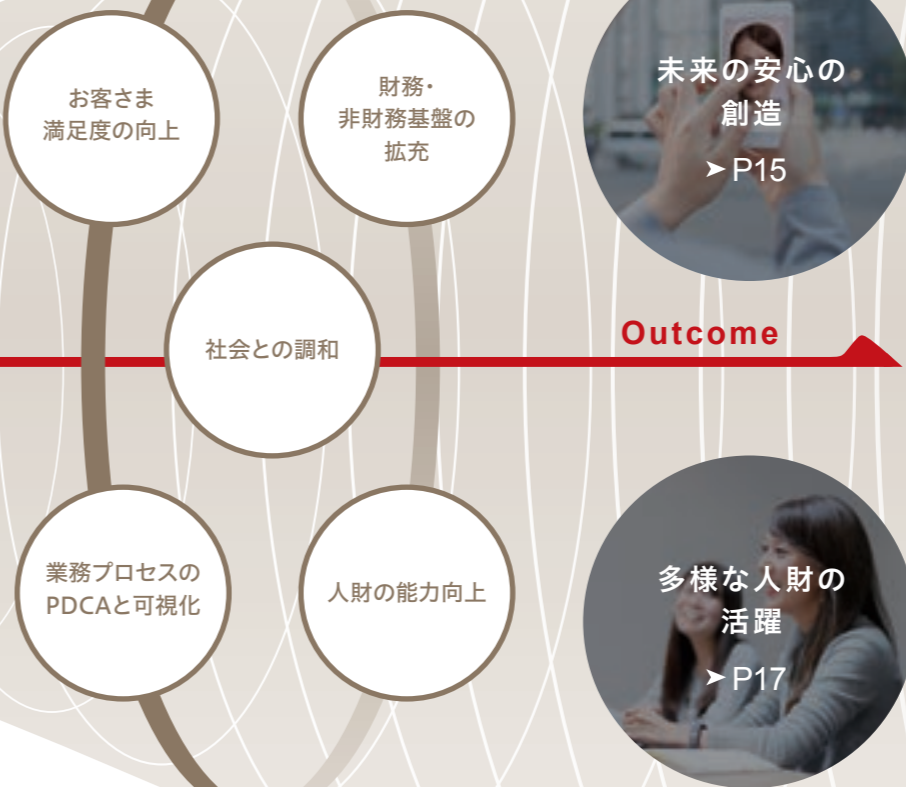 お客さま
満足度の向上
財務・
非財務基盤の
拡充
未来の安心の
創造
➤P15
社会との調和
Outcome
業務プロセスの
PDCAと可視化
人財の能力向上
多様な人財の
活躍
➤P17